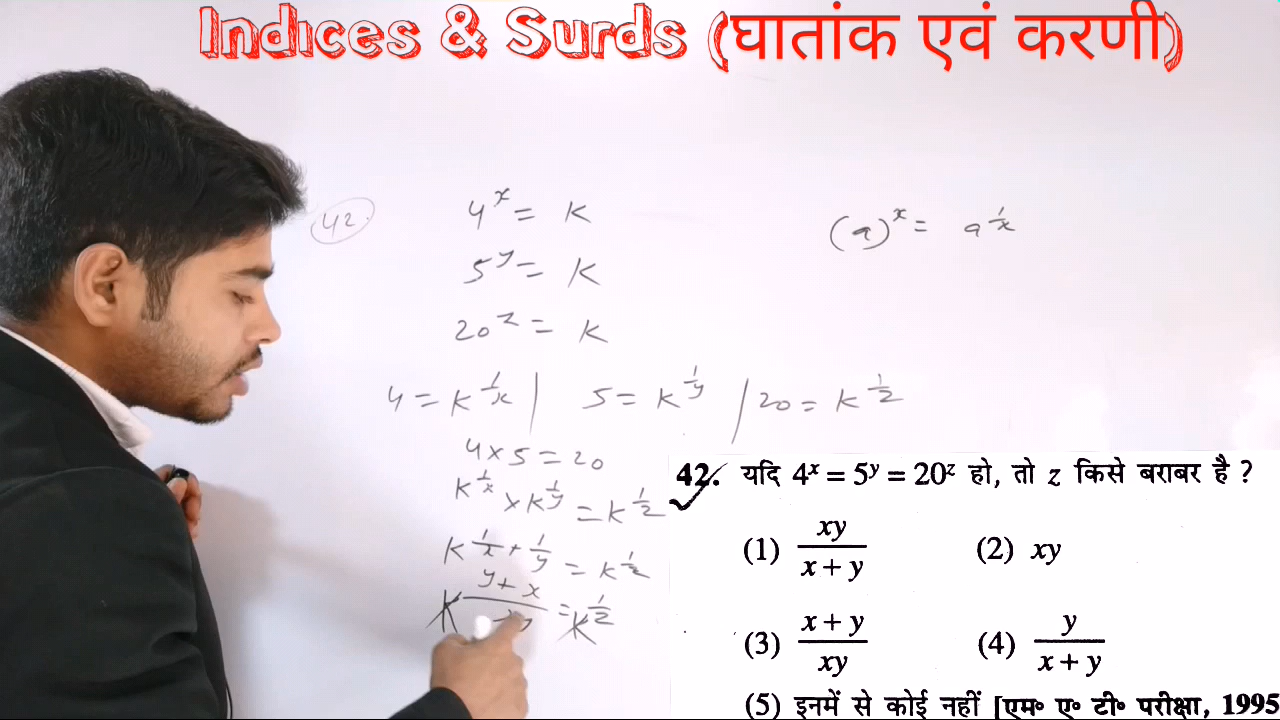 Indices & Surds (घातांक एवं करणी)
42.
4^x = K
5^y = K
20^z = K
(a)^x = a^1/x
4 = K^1/x | 5 = K^1/y | 20 = K^1/z
4 × 5 = 20
K^1/x × K^1/y = K^1/z
K^1/x + 1/y = K^1/z
K^y + x/xy = K^1/z
42. यदि 4^x = 5^y = 20^z हो, तो z किसे बराबर है ?
(1) xy/x + y (2) xy
(3) x + y/xy (4) y/x + y
(5) इनमें से कोई नहीं [एम॰ ए॰ टी॰ परीक्षा, 1995